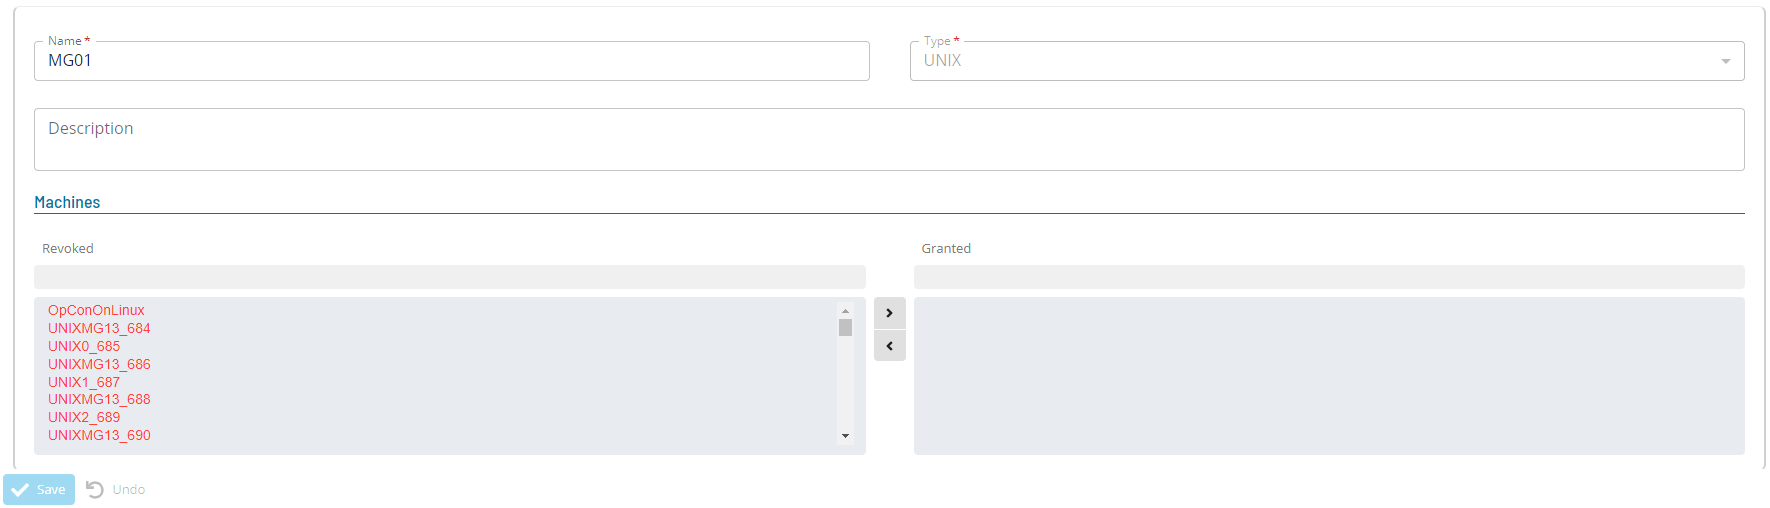 Name *
MG01
Type *
UNIX
Description
Machines
Revoked
Granted
OpConOnLinux
UNIXMG13_684
UNIX0_685
UNIXMG13_686
UNIX1_687
UNIXMG13_688
UNIX2_689
UNIXMG13_690
Save
Undo